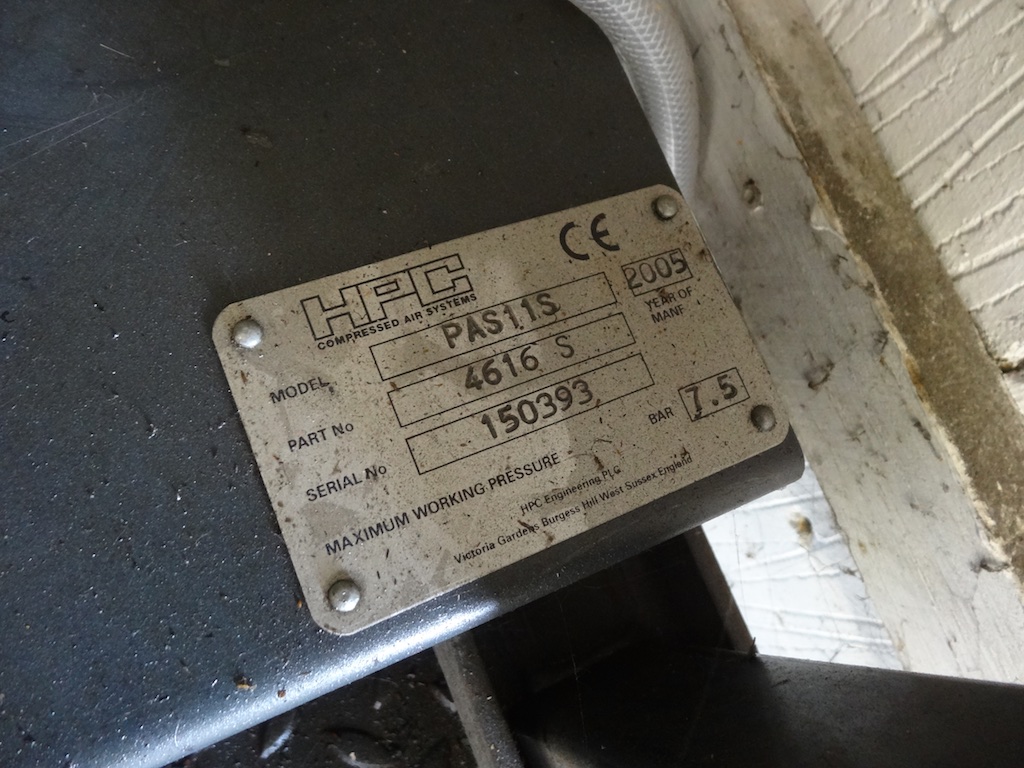 HPC
COMPRESSED AIR SYSTEMS
CE
MODEL PAS11S
2005
YEAR OF
MANF
PART No 4616 S
SERIAL No 150393
MAXIMUM WORKING PRESSURE BAR 7.5
HPC Engineering PLC
Victoria Gardens Burgess Hill West Sussex England